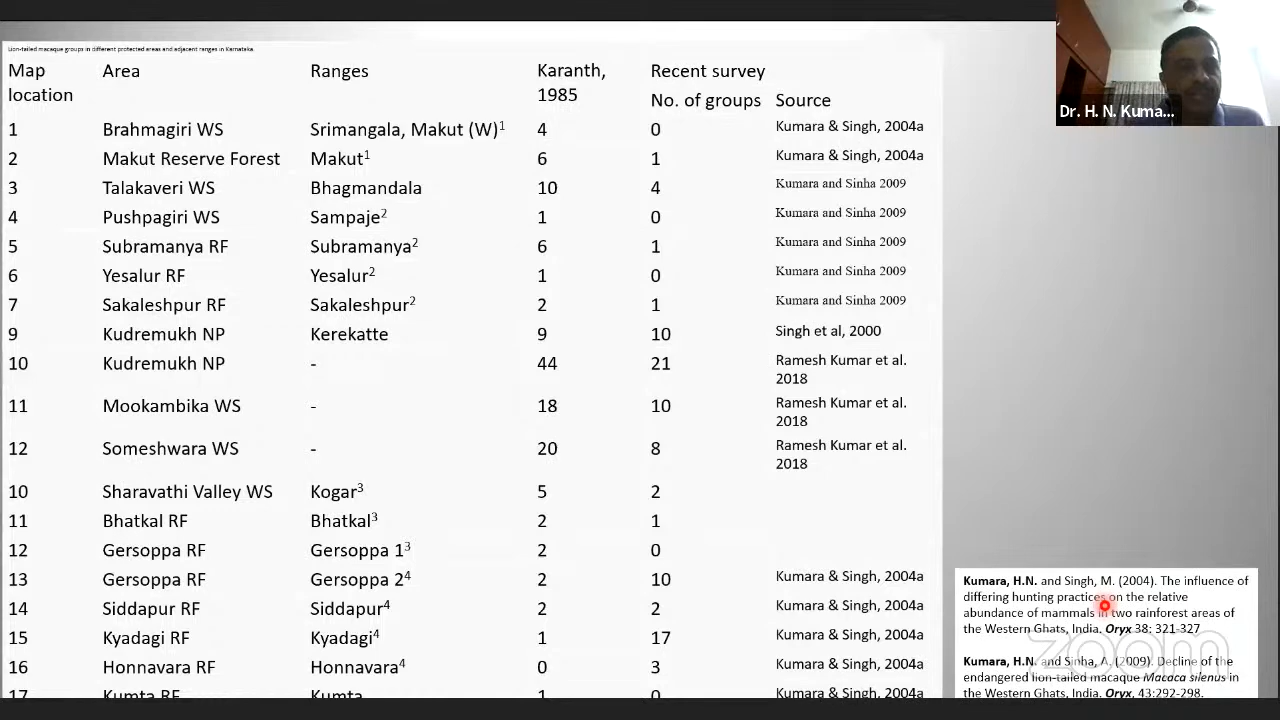 Lion-tailed macaque groups in different protected areas and adjacent ranges in Karnataka.
Map location Area Ranges Karanth, 1985 Recent survey
No. of groups Source
1 Brahmagiri WS Srimangala, Makut (W)1 4 0 Kumara & Singh, 2004a
2 Makut Reserve Forest Makut1 6 1 Kumara & Singh, 2004a
3 Talakaveri WS Bhagmandala 10 4 Kumara and Sinha 2009
4 Pushpagiri WS Sampaje2 1 0 Kumara and Sinha 2009
5 Subramanya RF Subramanya2 6 1 Kumara and Sinha 2009
6 Yesalur RF Yesalur2 1 0 Kumara and Sinha 2009
7 Sakaleshpur RF Sakaleshpur2 2 1 Kumara and Sinha 2009
9 Kudremukh NP Kerekatte 9 10 Singh et al, 2000
10 Kudremukh NP - 44 21 Ramesh Kumar et al. 2018
11 Mookambika WS - 18 10 Ramesh Kumar et al. 2018
12 Someshwara WS - 20 8 Ramesh Kumar et al. 2018
10 Sharavathi Valley WS Kogar3 5 2
11 Bhatkal RF Bhatkal3 2 1
12 Gersoppa RF Gersoppa 13 2 0
13 Gersoppa RF Gersoppa 24 2 10 Kumara & Singh, 2004a
14 Siddapur RF Siddapur4 2 2 Kumara & Singh, 2004a
15 Kyadagi RF Kyadagi4 1 17 Kumara & Singh, 2004a
16 Honnavara RF Honnavara4 0 3 Kumara & Singh, 2004a
17 Kumta RF Kumta 1 0 Kumara & Singh, 2004a
Dr. H. N. Kuma...
Kumara, H.N. and Singh, M. (2004). The influence of
differing hunting practices on the relative
abundance of mammals in two rainforest areas of
the Western Ghats, India. Oryx 38: 321-327
Kumara, H.N. and Sinha, A. (2009). Decline of the
endangered lion-tailed macaque Macaca silenus in
the Western Ghats, India. Oryx, 43:292-298.
zoom